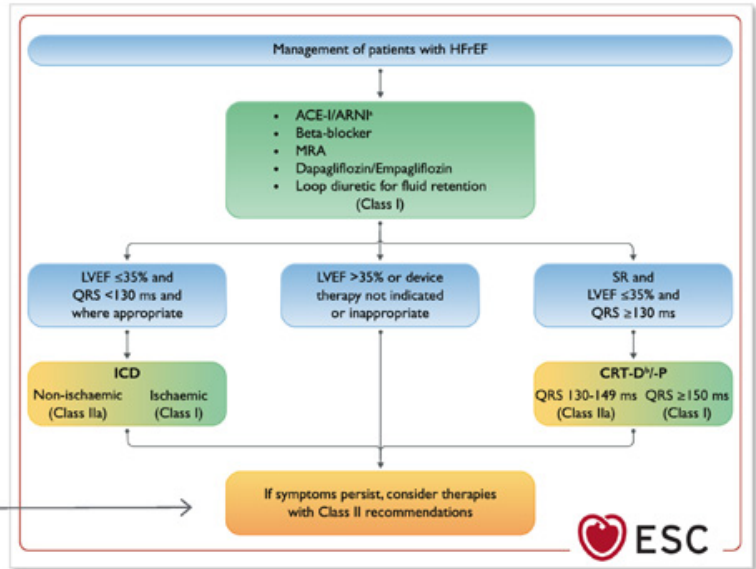 Management of patients with HFrEF
• ACE-I/ARNIᵃ
• Beta-blocker
• MRA
• Dapagliflozin/Empagliflozin
• Loop diuretic for fluid retention
(Class I)
LVEF ≤35% and
QRS <130 ms and
where appropriate
LVEF >35% or device
therapy not indicated
or inappropriate
SR and
LVEF ≤35% and
QRS ≥130 ms
ICD
Non-ischaemic
(Class IIa)
Ischaemic
(Class I)
CRT-Dᵇ/-P
QRS 130-149 ms
(Class IIa)
QRS ≥150 ms
(Class I)
If symptoms persist, consider therapies
with Class II recommendations
ESC